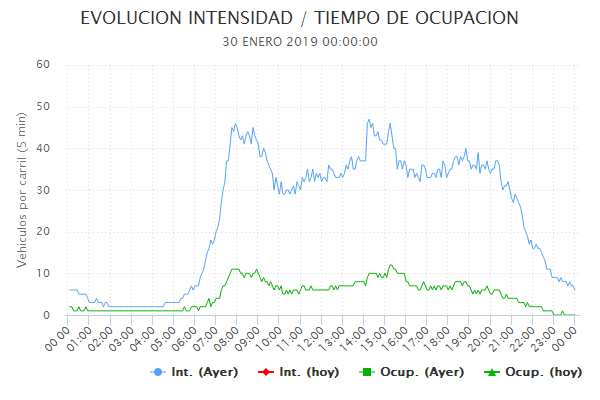 EVOLUCION INTENSIDAD / TIEMPO DE OCUPACION
30 ENERO 2019 00:00:00
Vehiculos por carril (5 min)
60
50
40
30
20
10
0
00:00 01:00 02:00 03:00 04:00 05:00 06:00 07:00 08:00 09:00 10:00 11:00 12:00 13:00 14:00 15:00 16:00 17:00 18:00 19:00 20:00 21:00 22:00 23:00 00:00
Int. (Ayer) Int. (hoy) Ocup. (Ayer) Ocup. (hoy)